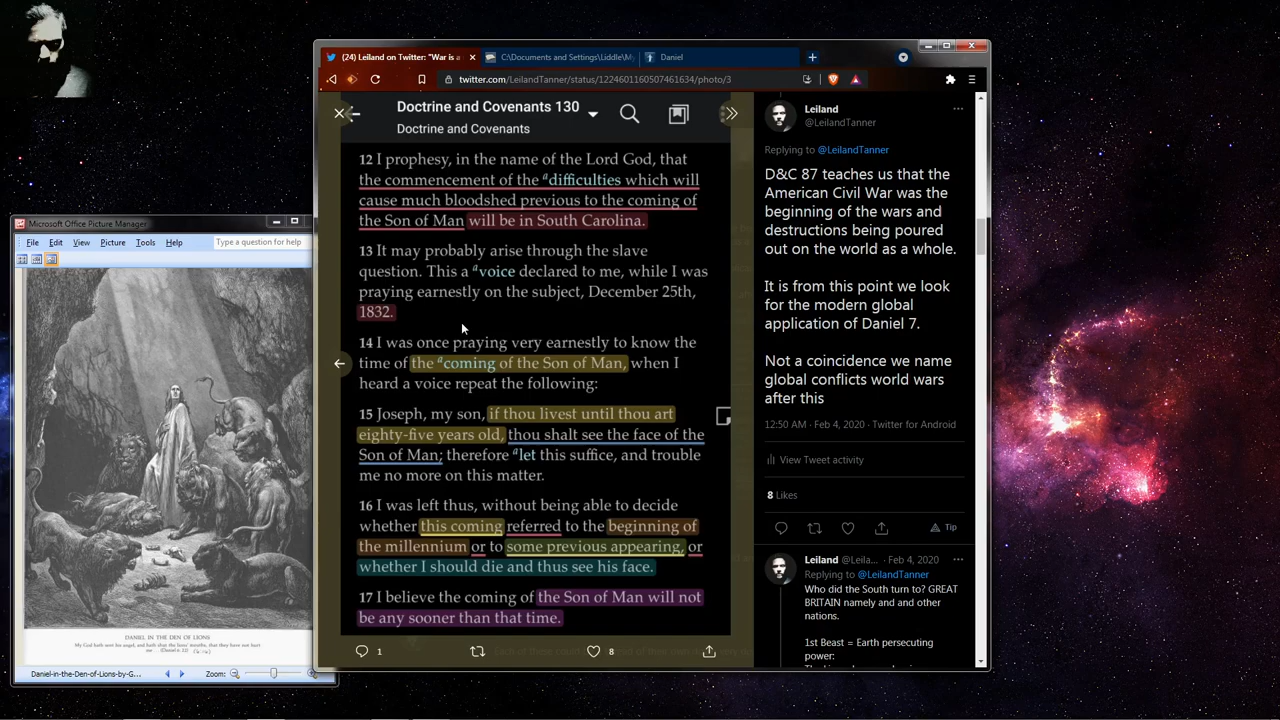 (24) Leiland on Twitter: "War is a
C:\Documents and Settings\Liddle\My
Daniel
twitter.com/LeilandTanner/status/1224601160507461634/photo/3
Doctrine and Covenants 130
Doctrine and Covenants
12 I prophesy, in the name of the Lord God, that
the commencement of the adifficulties which will
cause much bloodshed previous to the coming of
the Son of Man will be in South Carolina.
13 It may probably arise through the slave
question. This a avoice declared to me, while I was
praying earnestly on the subject, December 25th,
1832.
14 I was once praying very earnestly to know the
time of the acoming of the Son of Man, when I
heard a voice repeat the following:
15 Joseph, my son, if thou livest until thou art
eighty-five years old, thou shalt see the face of the
Son of Man; therefore alet this suffice, and trouble
me no more on this matter.
16 I was left thus, without being able to decide
whether this coming referred to the beginning of
the millennium or to some previous appearing, or
whether I should die and thus see his face.
17 I believe the coming of the Son of Man will not
be any sooner than that time.
1
8
Leiland
@LeilandTanner
Replying to @LeilandTanner
D&C 87 teaches us that the
American Civil War was the
beginning of the wars and
destructions being poured
out on the world as a whole.
It is from this point we look
for the modern global
application of Daniel 7.
Not a coincidence we name
global conflicts world wars
after this
12:50 AM · Feb 4, 2020 · Twitter for Android
View Tweet activity
8 Likes
Tip
Leiland @Leila... · Feb 4, 2020
Replying to @LeilandTanner
Who did the South turn to? GREAT
BRITAIN namely and and other
nations.
1st Beast = Earth persecuting
power:
Microsoft Office Picture Manager
File Edit View Picture Tools Help
Type a question for help
DANIEL IN THE DEN OF LIONS
Daniel-in-the-Den-of-Lions-by-G...
Zoom: